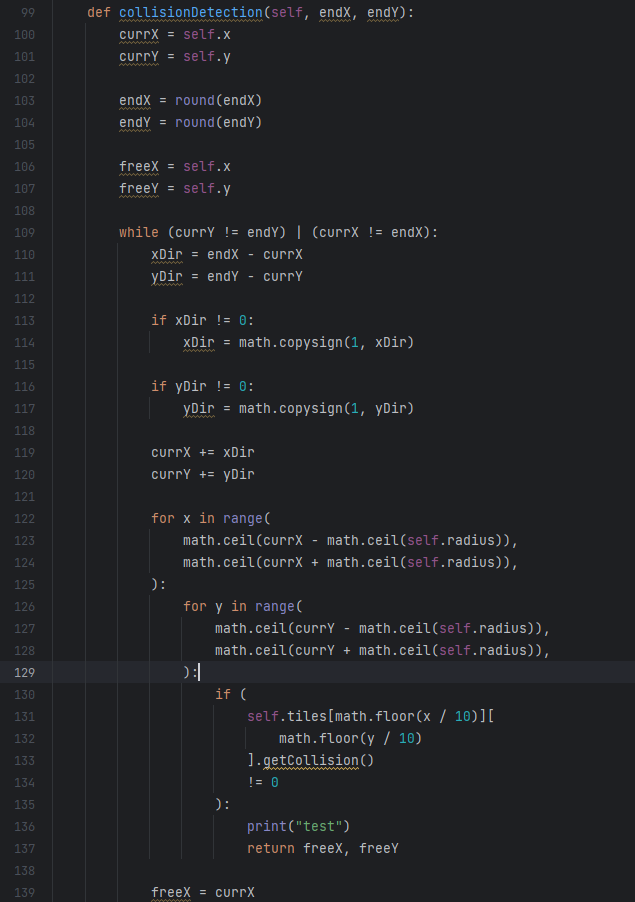 99 def collisionDetection(self, endX, endY):
100 currX = self.x
101 currY = self.y
102
103 endX = round(endX)
104 endY = round(endY)
105
106 freeX = self.x
107 freeY = self.y
108
109 while (currY != endY) | (currX != endX):
110 xDir = endX - currX
111 yDir = endY - currY
112
113 if xDir != 0:
114 xDir = math.copysign(1, xDir)
115
116 if yDir != 0:
117 yDir = math.copysign(1, yDir)
118
119 currX += xDir
120 currY += yDir
121
122 for x in range(
123 math.ceil(currX - math.ceil(self.radius)),
124 math.ceil(currX + math.ceil(self.radius)),
125 ):
126 for y in range(
127 math.ceil(currY - math.ceil(self.radius)),
128 math.ceil(currY + math.ceil(self.radius)),
129 ):
130 if (
131 self.tiles[math.floor(x / 10)][
132 math.floor(y / 10)
133 ].getCollision()
134 != 0
135 ):
136 print("test")
137 return freeX, freeY
138
139 freeX = currX